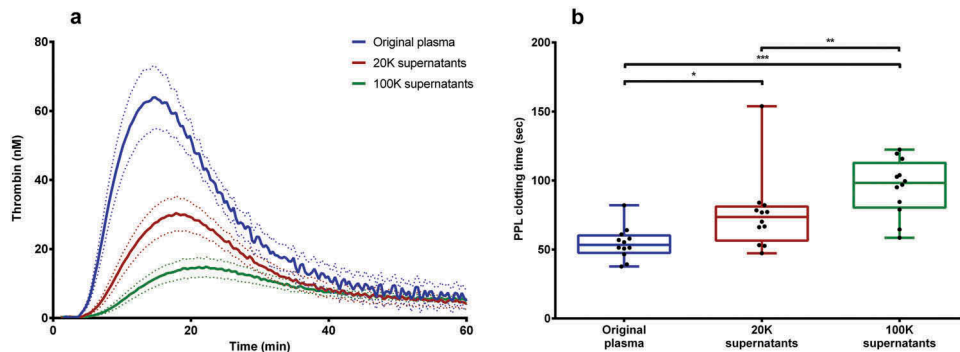 a
80
60
40
20
0
Thrombin (nM)
0
20
40
60
Time (min)
Original plasma
20K supernatants
100K supernatants
b
200
150
100
50
0
PPL clotting time (sec)
**
***
*
Original
plasma
20K
supernatants
100K
supernatants